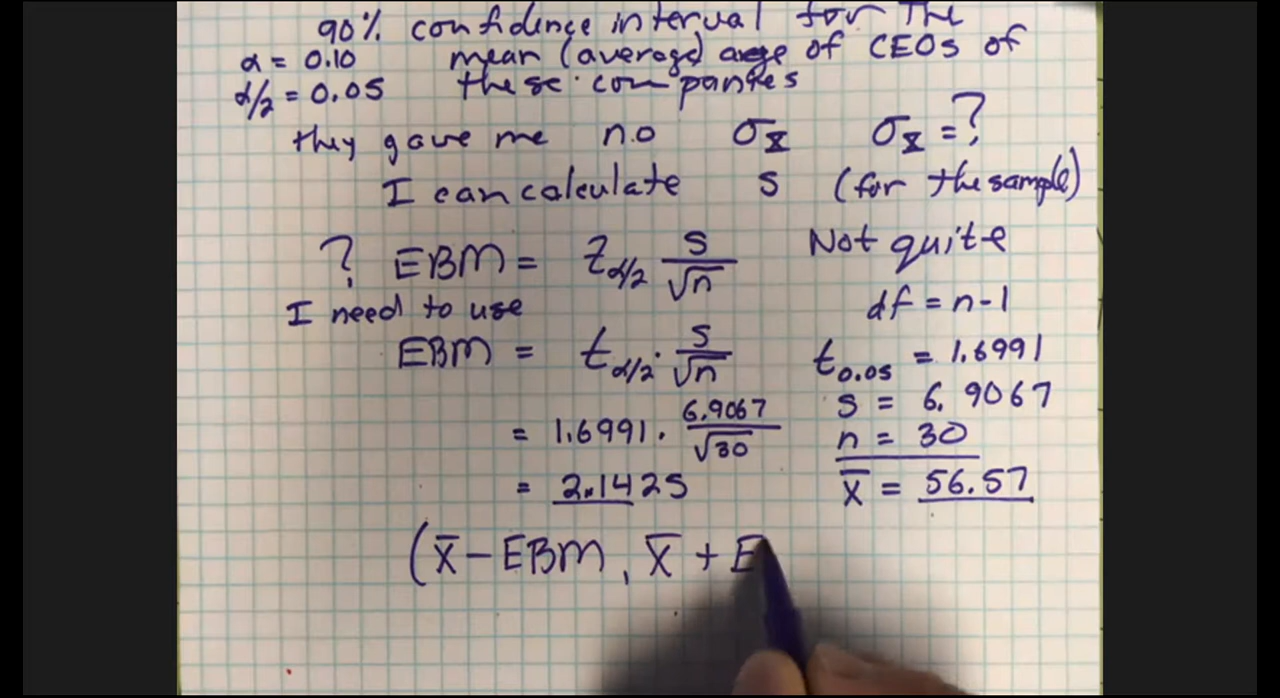 90% confidence interval for The
α = 0.10 mean (average) age of CEOs of
α/2 = 0.05 these companies
they gave me no σx σx = ?
I can calculate s (for the sample)
? EBM = Zα/2 s/√n Not quite
I need to use df = n-1
EBM = tα/2 · s/√n t0.05 = 1.6991
s = 6.9067
= 1.6991 · 6.9067/√30 n = 30
= 2.1425 x̄ = 56.57
(x̄ - EBM, x̄ + E